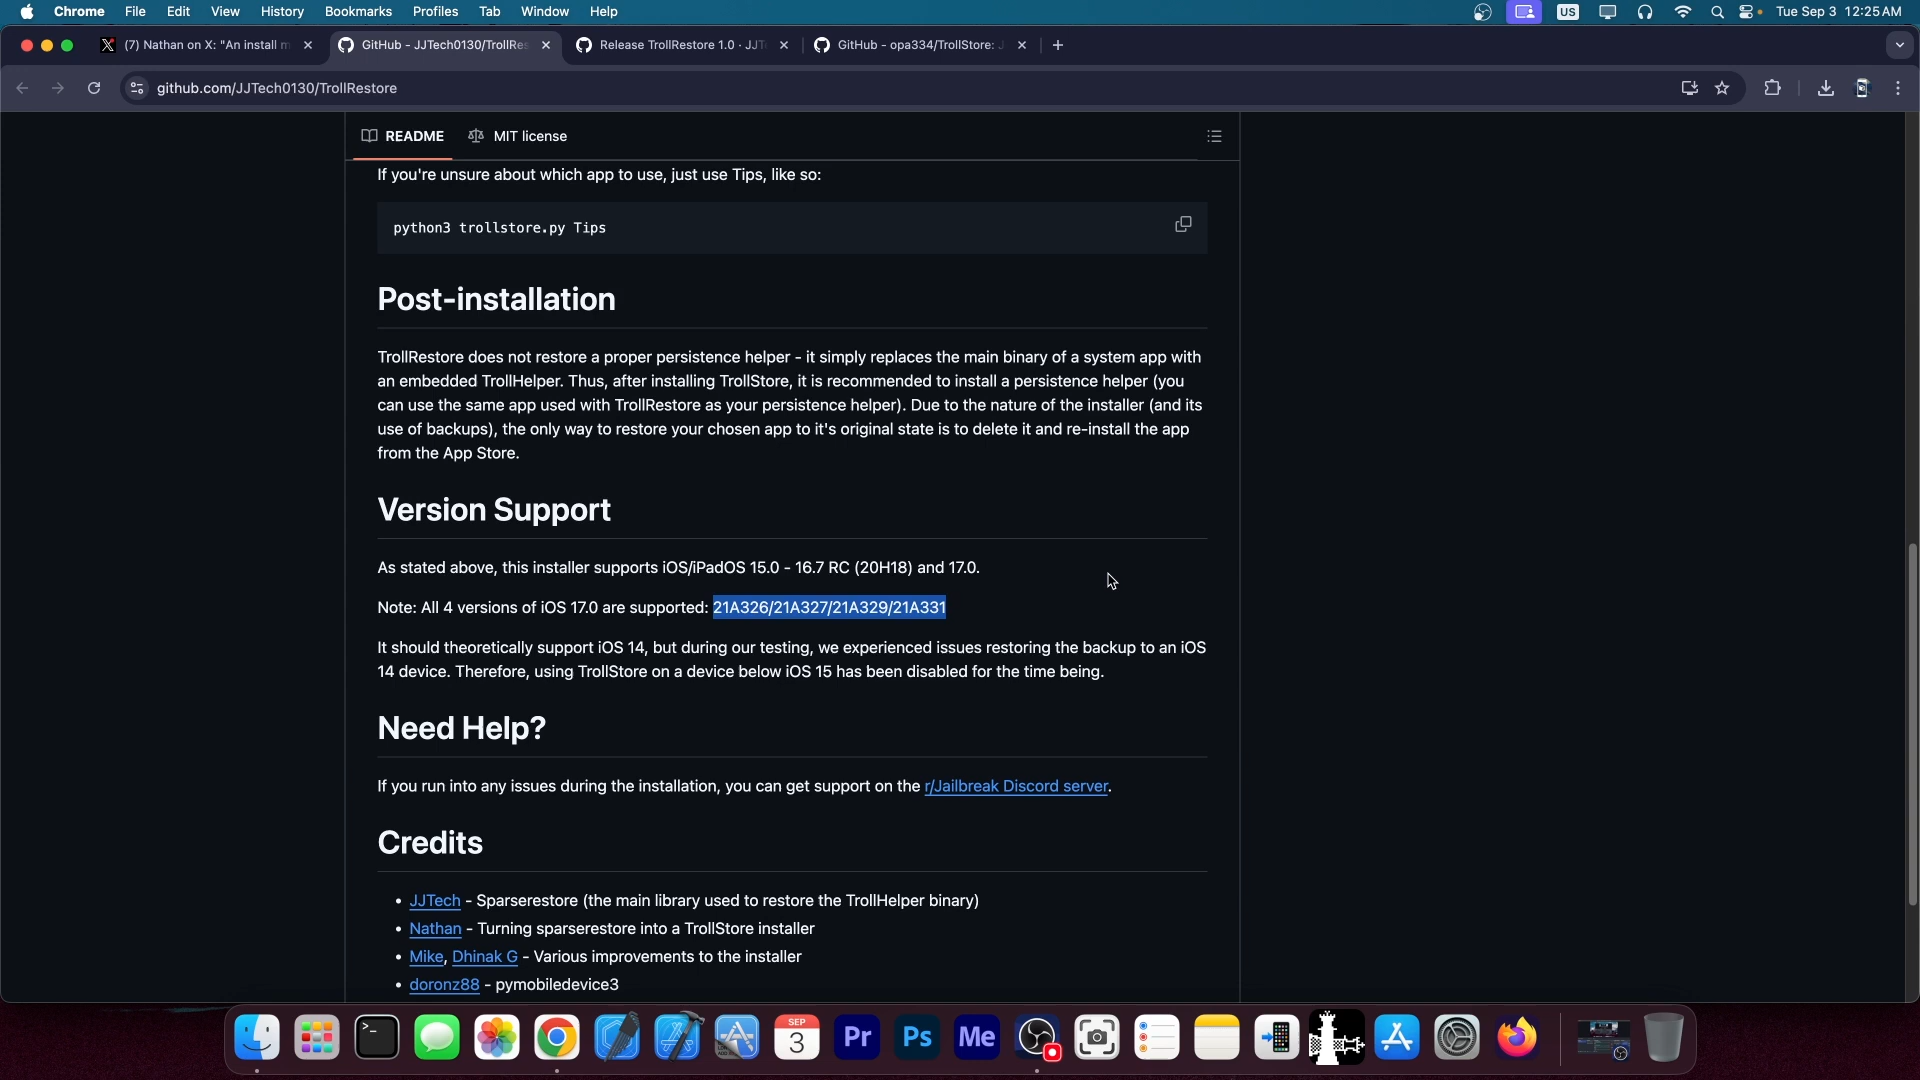 Chrome File Edit View History Bookmarks Profiles Tab Window Help US Tue Sep 3 12:25 AM
(7) Nathan on X: "An install m GitHub - JJTech0130/TrollRes Release TrollRestore 1.0 · JJT GitHub - opa334/TrollStore: J
github.com/JJTech0130/TrollRestore
README MIT license
If you're unsure about which app to use, just use Tips, like so:
python3 trollstore.py Tips
Post-installation
TrollRestore does not restore a proper persistence helper - it simply replaces the main binary of a system app with
an embedded TrollHelper. Thus, after installing TrollStore, it is recommended to install a persistence helper (you
can use the same app used with TrollRestore as your persistence helper). Due to the nature of the installer (and its
use of backups), the only way to restore your chosen app to it's original state is to delete it and re-install the app
from the App Store.
Version Support
As stated above, this installer supports iOS/iPadOS 15.0 - 16.7 RC (20H18) and 17.0.
Note: All 4 versions of iOS 17.0 are supported: 21A326/21A327/21A329/21A331
It should theoretically support iOS 14, but during our testing, we experienced issues restoring the backup to an iOS
14 device. Therefore, using TrollStore on a device below iOS 15 has been disabled for the time being.
Need Help?
If you run into any issues during the installation, you can get support on the r/Jailbreak Discord server.
Credits
• JJTech - Sparserestore (the main library used to restore the TrollHelper binary)
• Nathan - Turning sparserestore into a TrollStore installer
• Mike, Dhinak G - Various improvements to the installer
• doronz88 - pymobiledevice3
SEP
3
Pr Ps Me